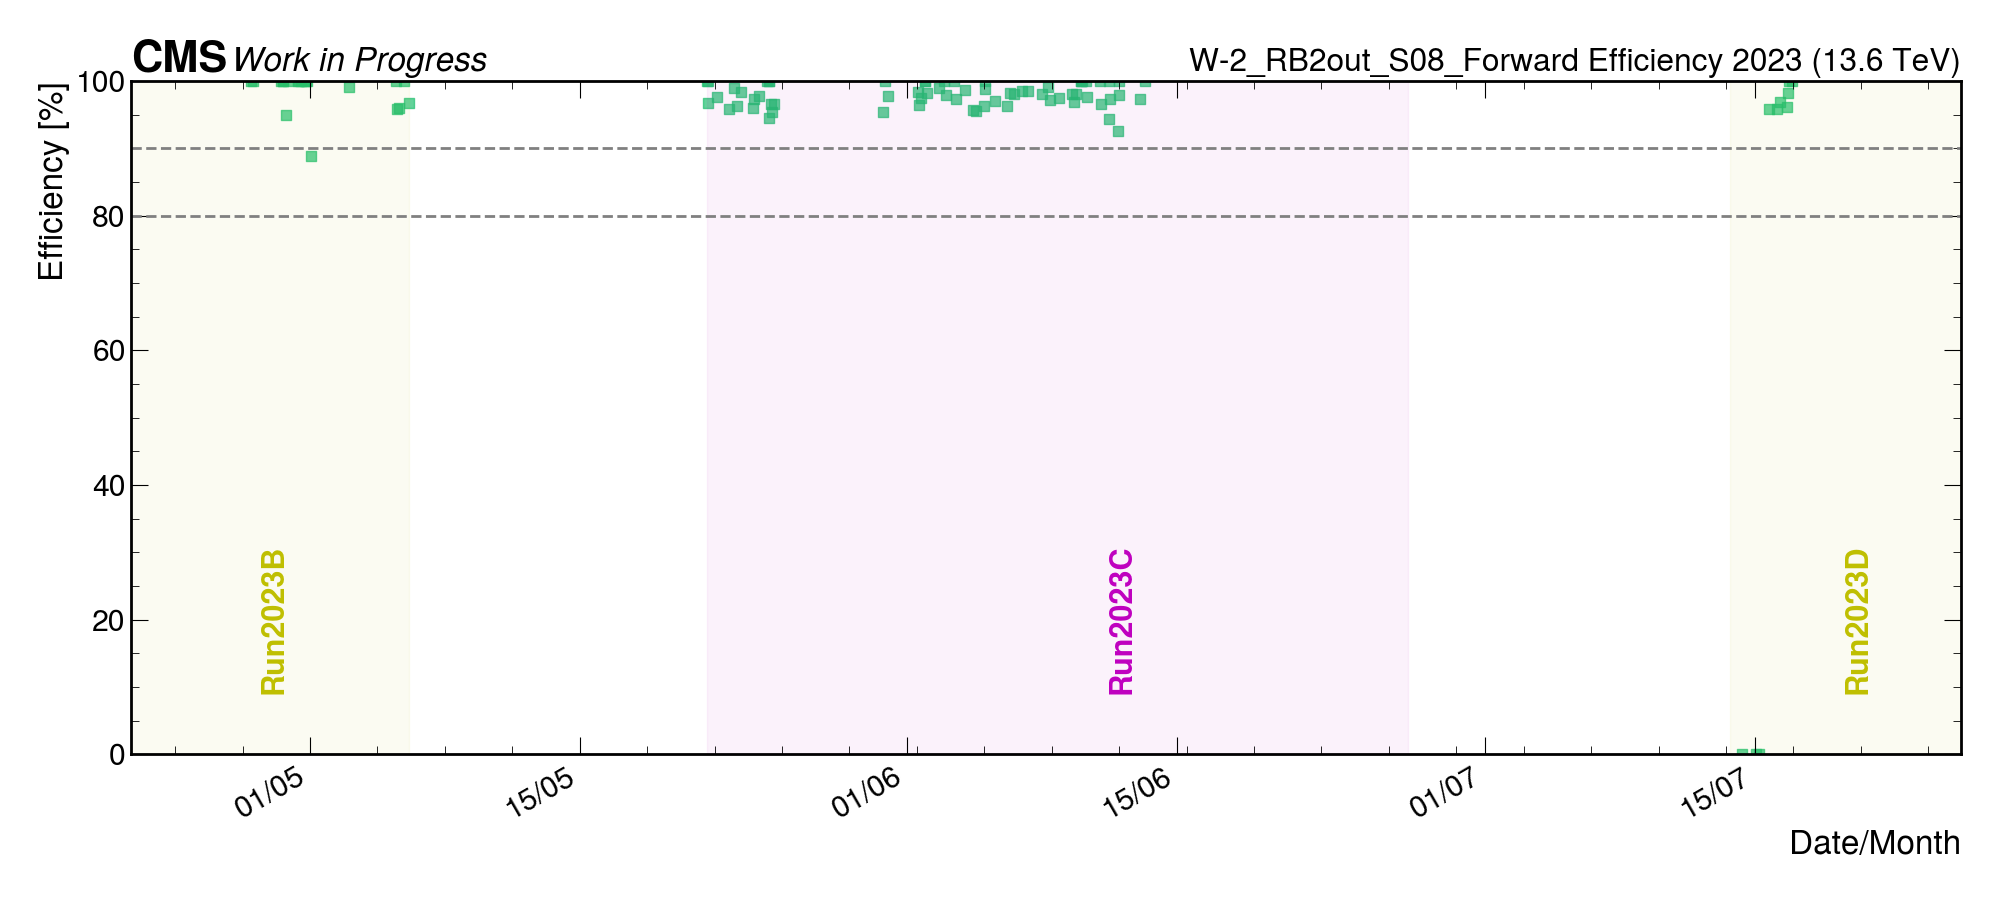 CMS Work in Progress
W-2_RB2out_S08_Forward Efficiency 2023 (13.6 TeV)
Efficiency [%]
100
80
60
40
20
0
Run2023B
Run2023C
Run2023D
01/05
15/05
01/06
15/06
01/07
15/07
Date/Month